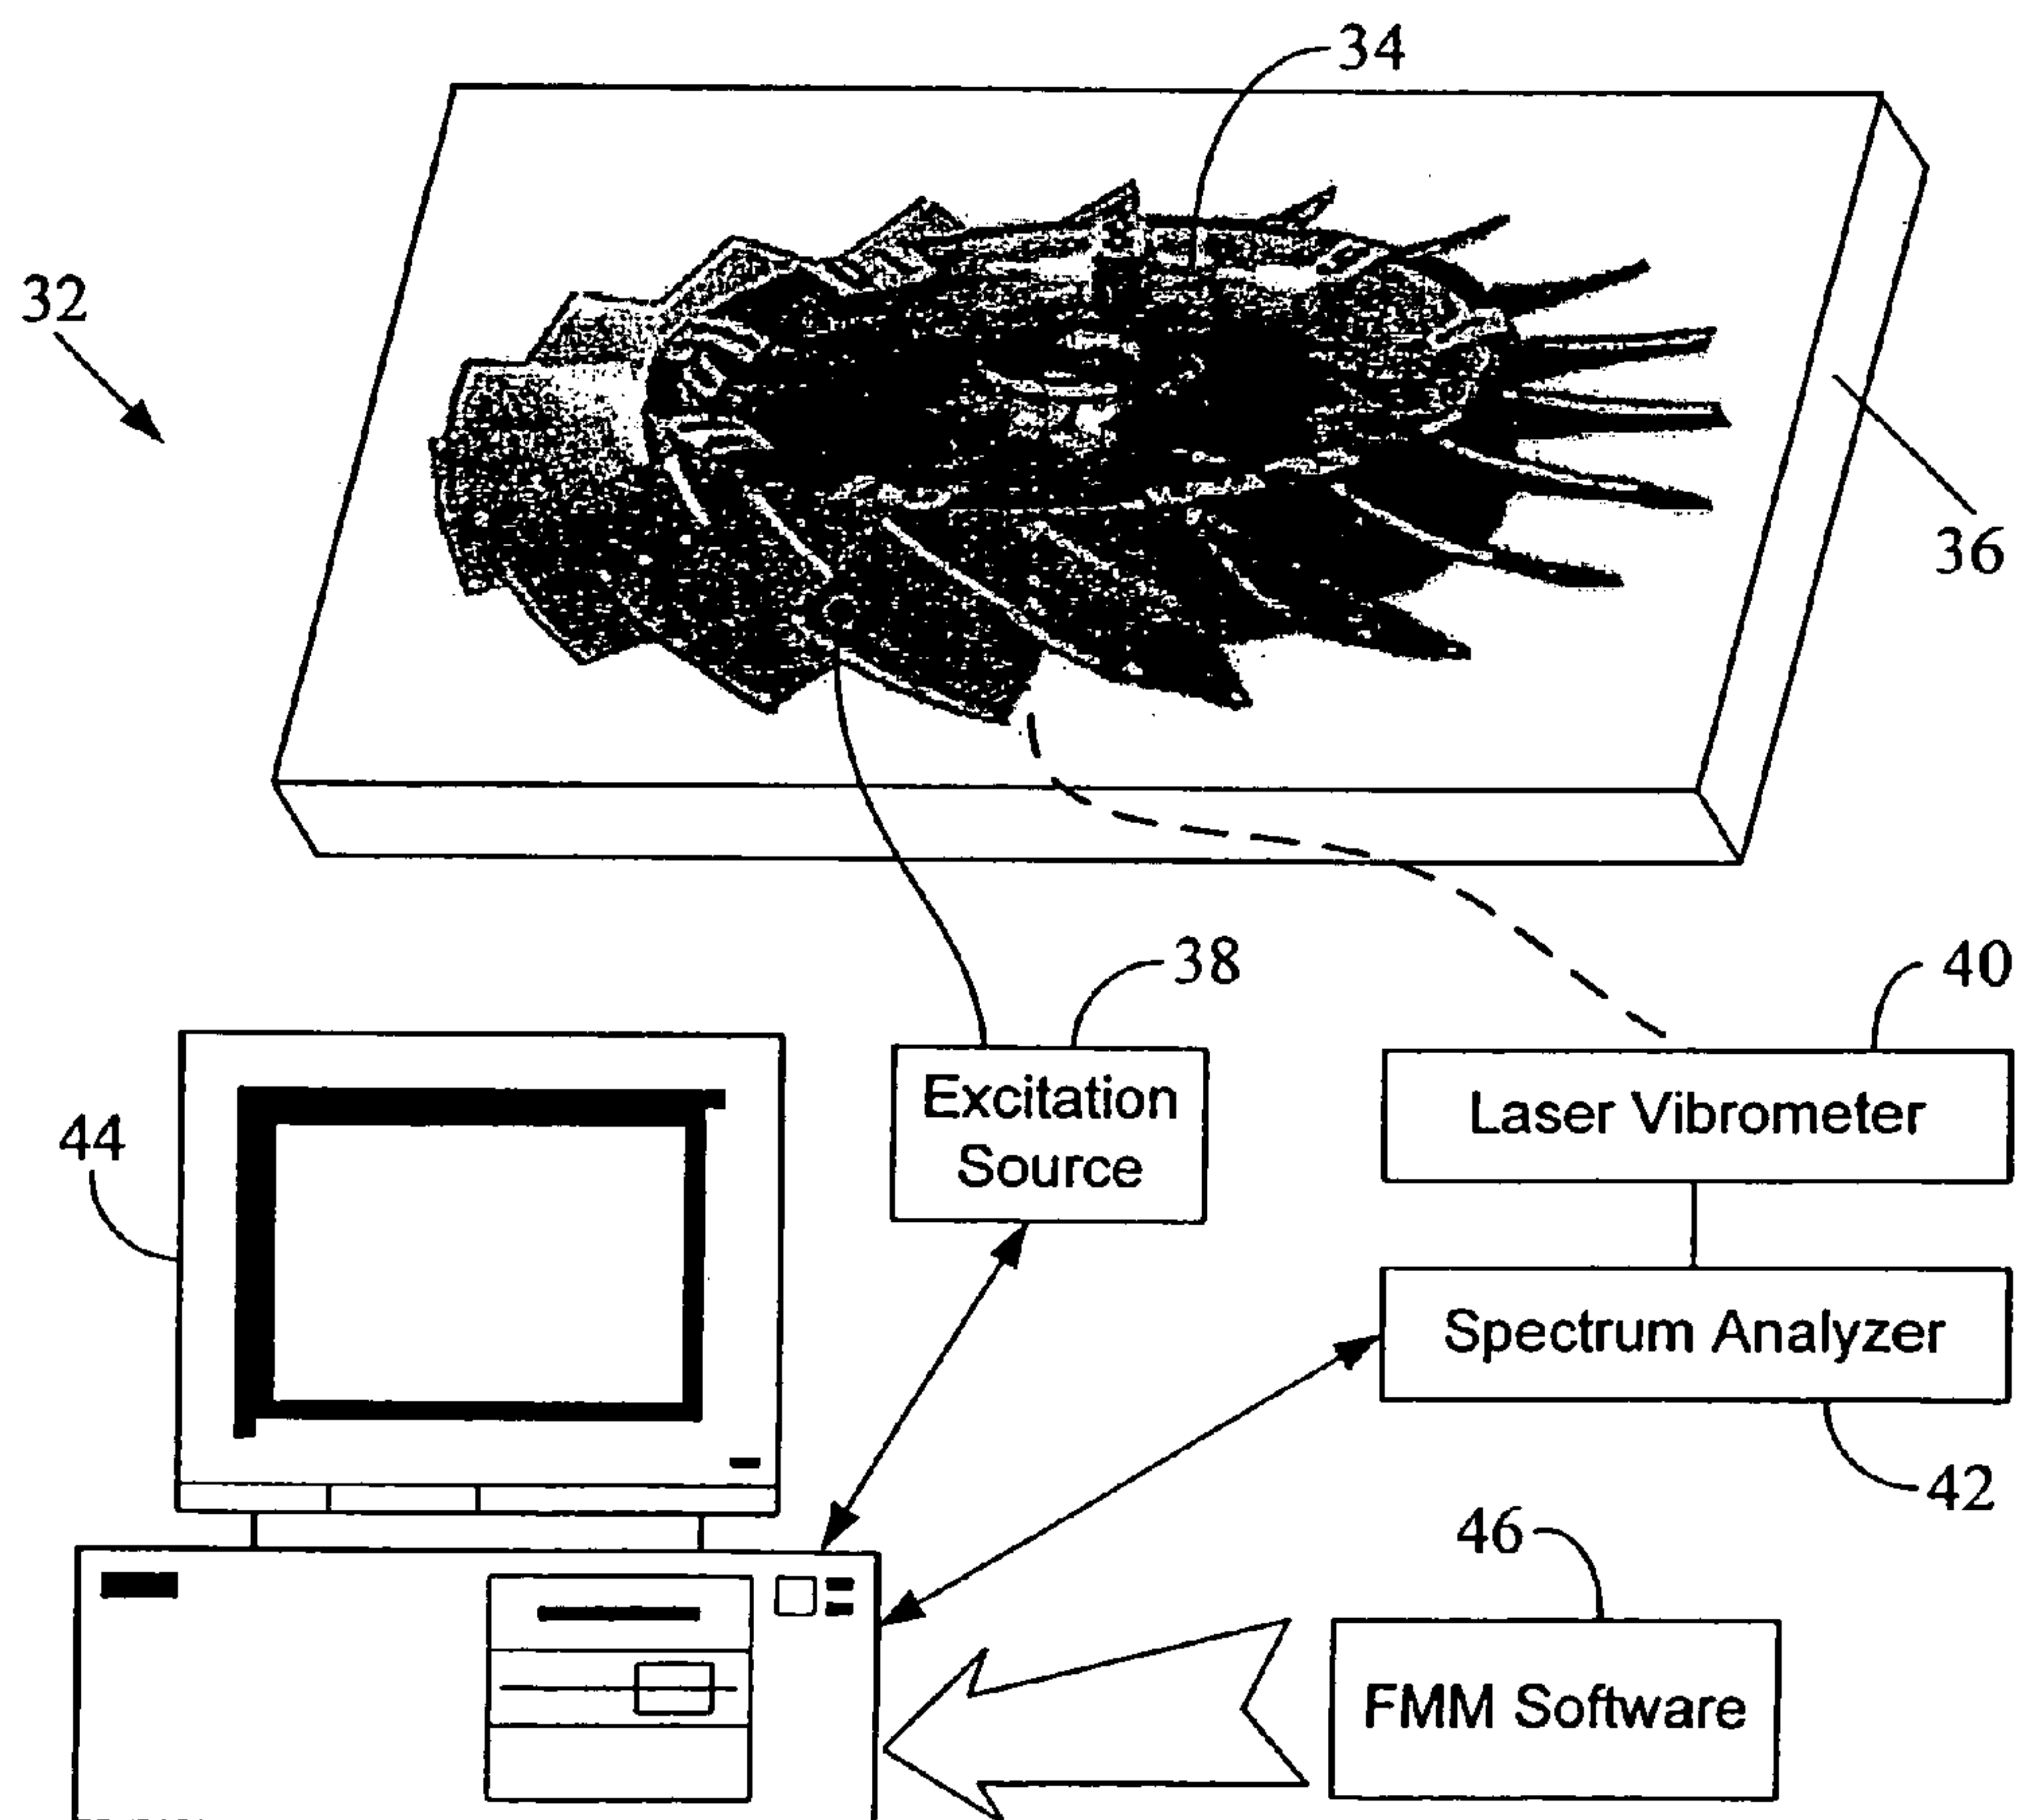 34
32
36
38
40
Excitation
Source
Laser Vibrometer
44
Spectrum Analyzer
42
46
FMM Software